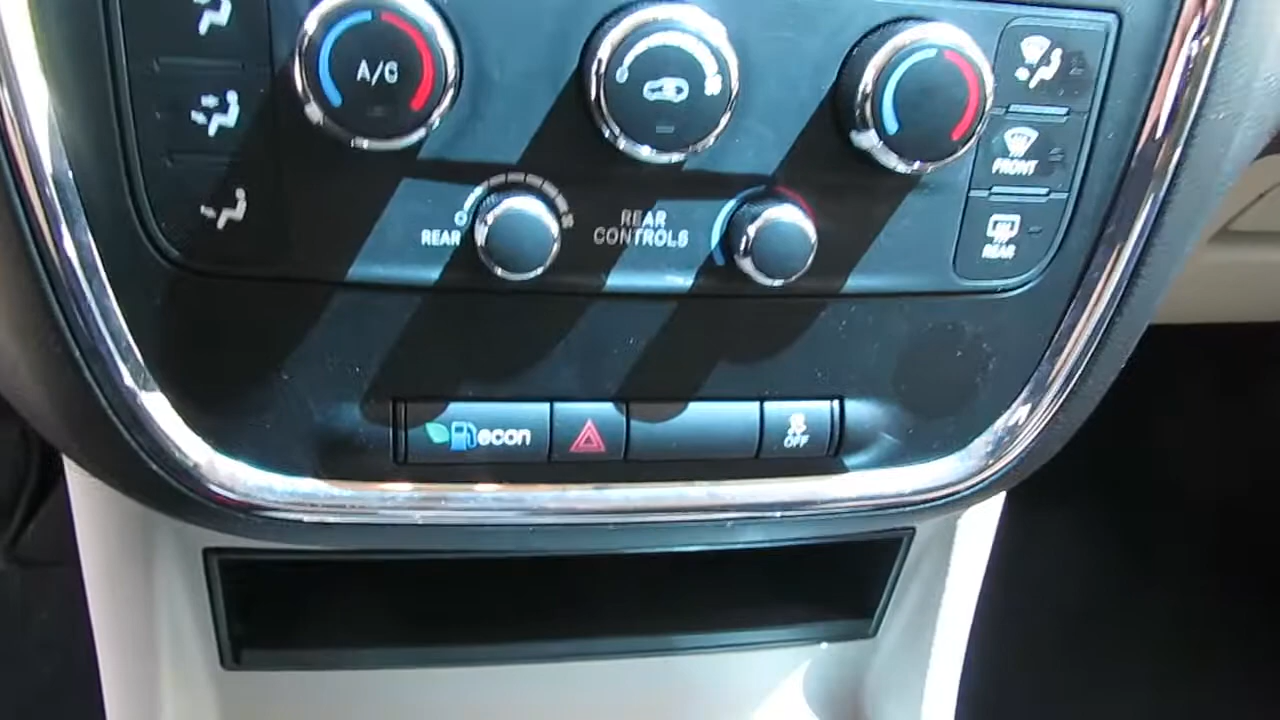 A/C
FRONT
REAR
REAR
CONTROLS
REAR
econ
OFF